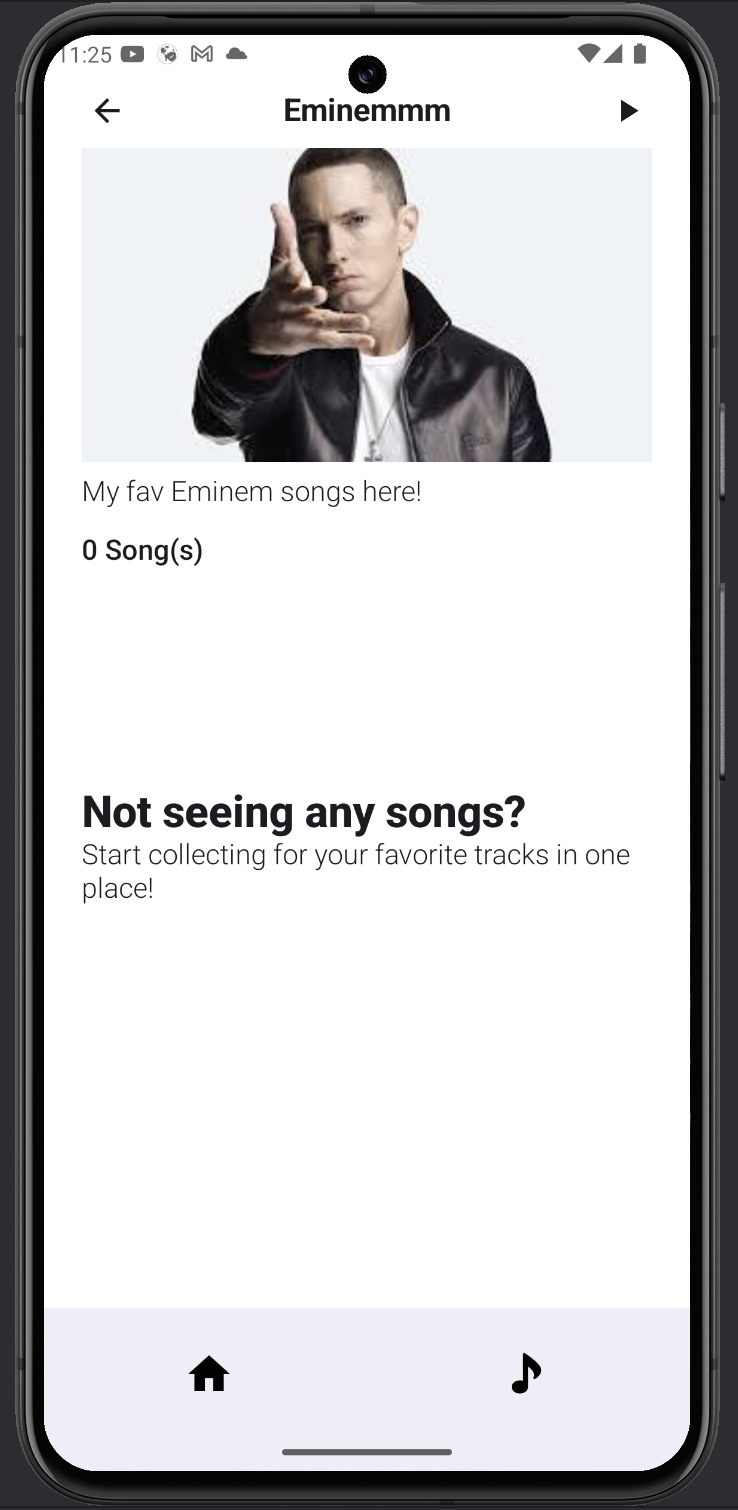 11:25
Eminemmm
My fav Eminem songs here!
0 Song(s)
Not seeing any songs?
Start collecting for your favorite tracks in one
place!